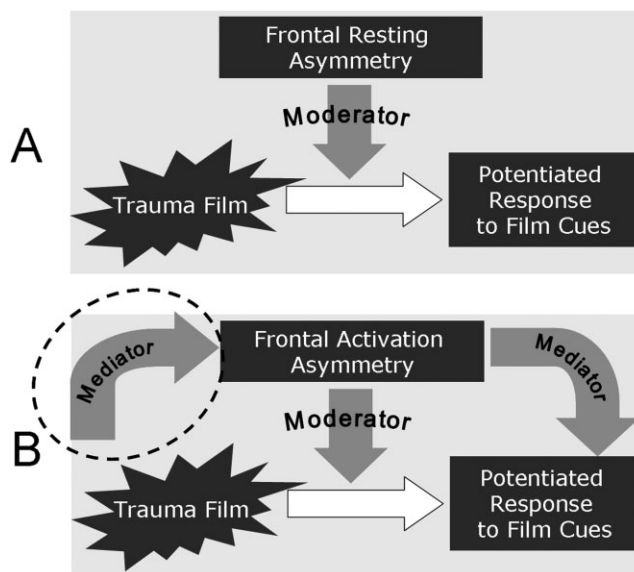 Frontal Resting
Asymmetry
Moderator
A
Trauma Film
Potentiated
Response
to Film Cues
Mediator
Frontal Activation
Asymmetry
Mediator
Moderator
B
Trauma Film
Potentiated
Response
to Film Cues